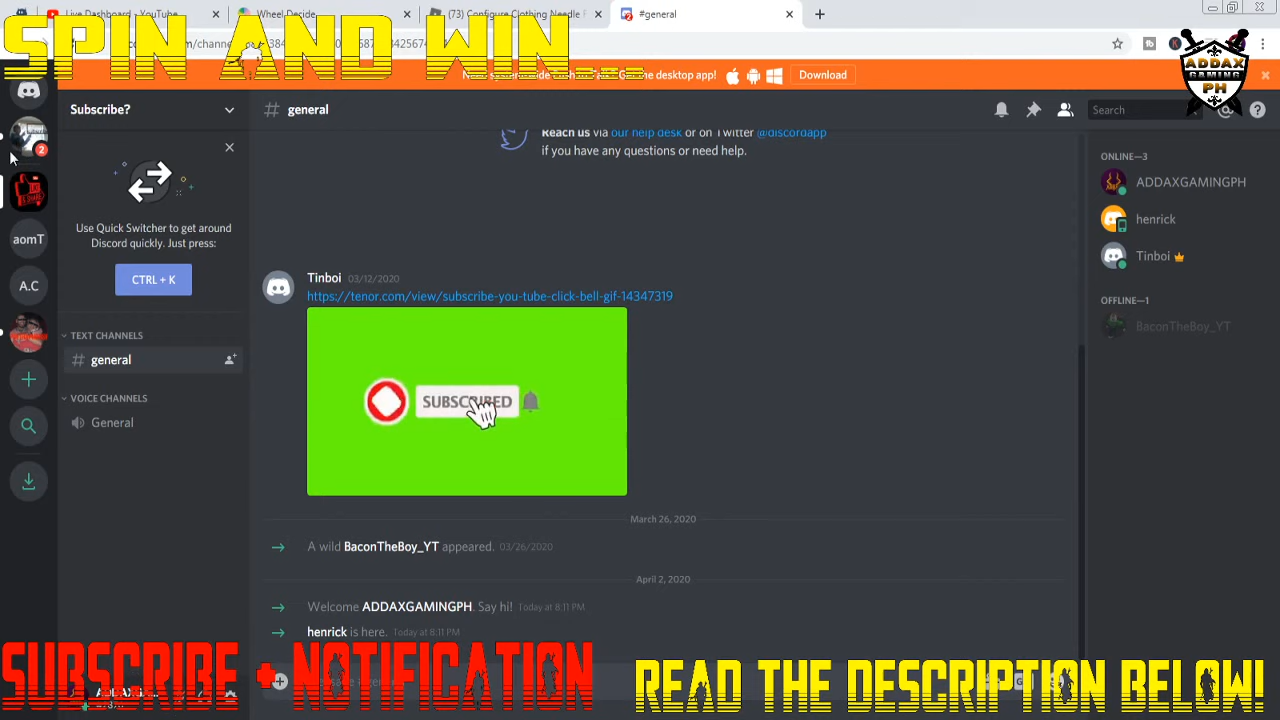 Live Dashboard - YouTube
Wheel Decide
(73) Configure Clothing Needle F
#general
SPIN AND WIN....
desktop app!
Download
ADDAX
GAMING
PH
Subscribe?
# general
Search
Reach us via our help desk or on Twitter @discordapp
if you have any questions or need help.
2
aomT
A.C
Use Quick Switcher to get around
Discord quickly. Just press:
CTRL + K
TEXT CHANNELS
# general
VOICE CHANNELS
General
Tinboi 03/12/2020
https://tenor.com/view/subscribe-you-tube-click-bell-gif-14347319
SUBSCRIBED
March 26, 2020
A wild BaconTheBoy_YT appeared. 03/26/2020
April 2, 2020
Welcome ADDAXGAMINGPH. Say hi! Today at 8:11 PM
henrick is here. Today at 8:11 PM
ONLINE—3
ADDAXGAMINGPH
henrick
Tinboi
OFFLINE—1
BaconTheBoy_YT
SUBSCRIBE + NOTIFICATION
READ THE DESCRIPTION BELOW!